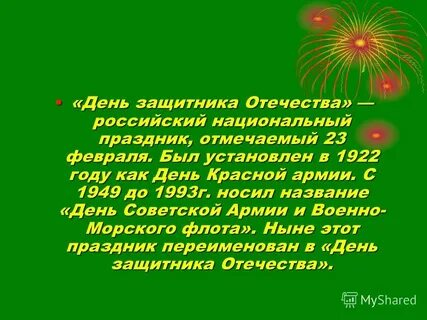 • «День защитника Отечества» —
российский национальный
праздник, отмечаемый 23
февраля. Был установлен в 1922
году как День Красной армии. С
1949 до 1993г. носил название
«День Советской Армии и Военно-
Морского флота». Ныне этот
праздник переименован в «День
защитника Отечества».
MyShared